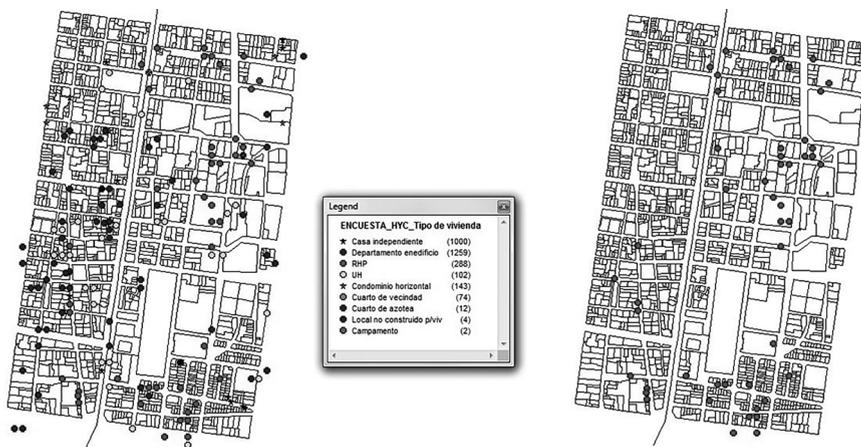 Legend
ENCUESTA_HYC_Tipo de vivienda
Casa independiente (1000)
Departamento enedificio (1259)
RHP (288)
UH (102)
Condominio horizontal (143)
Cuarto de vecindad (74)
Cuarto de azotea (12)
Local no construido p/viv (4)
Campamento (2)